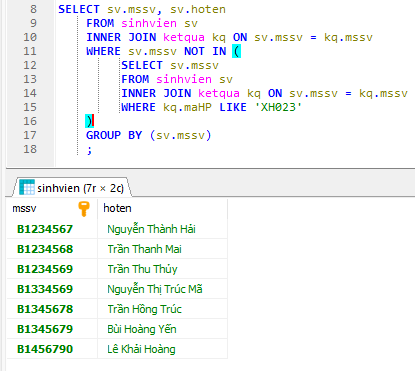 8 SELECT sv.mssv, sv.hoten
9 FROM sinhvien sv
10 INNER JOIN ketqua kq ON sv.mssv = kq.mssv
11 WHERE sv.mssv NOT IN (
12 SELECT sv.mssv
13 FROM sinhvien sv
14 INNER JOIN ketqua kq ON sv.mssv = kq.mssv
15 WHERE kq.maHP LIKE 'XH023'
16 )
17 GROUP BY (sv.mssv)
18 ;
sinhvien (7r × 2c)
mssv hoten
B1234567 Nguyễn Thành Hải
B1234568 Trần Thanh Mai
B1234569 Trần Thu Thủy
B1334569 Nguyễn Thị Trúc Mã
B1345678 Trần Hồng Trúc
B1345679 Bùi Hoàng Yến
B1456790 Lê Khải Hoàng